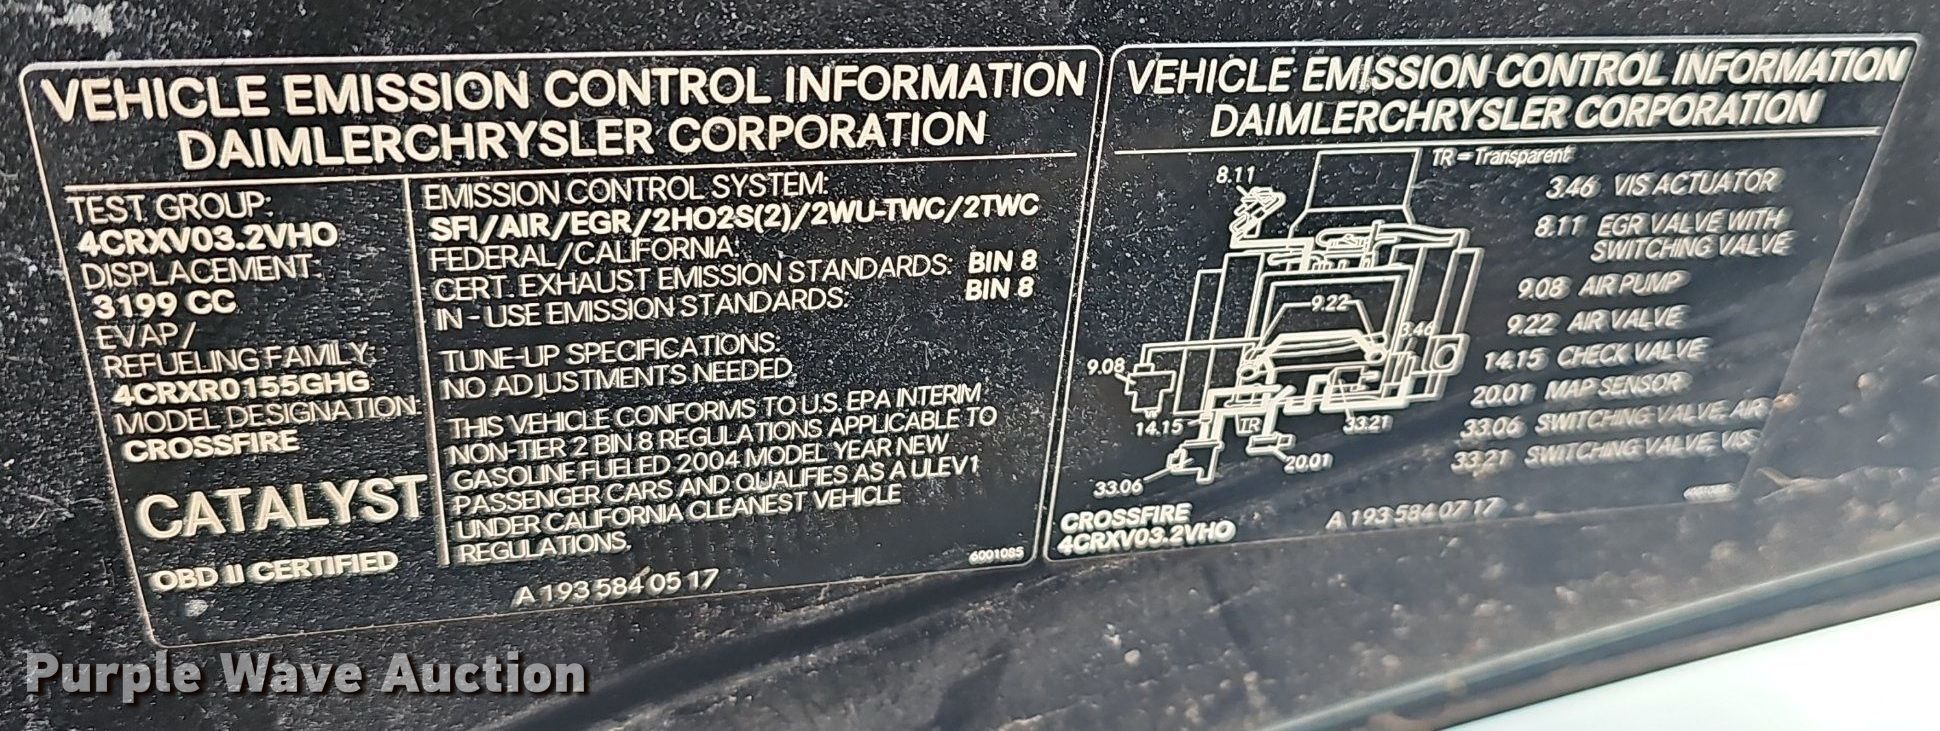 VEHICLE EMISSION CONTROL INFORMATION
DAIMLERCHRYSLER CORPORATION
TEST GROUP:
4CRXV03.2VHO
DISPLACEMENT:
3199 CC
EVAP/
REFUELING FAMILY:
4CRXR0155GHG
MODEL DESIGNATION:
CROSSFIRE
CATALYST
OBD II CERTIFIED
EMISSION CONTROL SYSTEM:
SFI/AIR/EGR/2HO2S(2)/2WU-TWC/2TWC
FEDERAL/CALIFORNIA
CERT. EXHAUST EMISSION STANDARDS: BIN 8
IN-USE EMISSION STANDARDS: BIN 8
TUNE-UP SPECIFICATIONS:
NO ADJUSTMENTS NEEDED.
THIS VEHICLE CONFORMS TO U.S. EPA INTERIM
NON-TIER 2 BIN 8 REGULATIONS APPLICABLE TO
GASOLINE FUELED 2004 MODEL YEAR NEW
PASSENGER CARS AND QUALIFIES AS A ULEV1
UNDER CALIFORNIA CLEANEST VEHICLE
REGULATIONS.
6001085
A 193 584 05 17
VEHICLE EMISSION CONTROL INFORMATION
DAIMLERCHRYSLER CORPORATION
TR = Transparent
8.11
9.22
3.46
9.08
14.15
TR
33.21
20.01
33.06
3.46 VIS ACTUATOR
8.11 EGR VALVE WITH
SWITCHING VALVE
9.08 AIR PUMP
9.22 AIR VALVE
14.15 CHECK VALVE
20.01 MAP SENSOR
33.06 SWITCHING VALVE, AIR
33.21 SWITCHING VALVE, VIS
CROSSFIRE
4CRXV03.2VHO
A 193 584 07 17
Purple Wave Auction